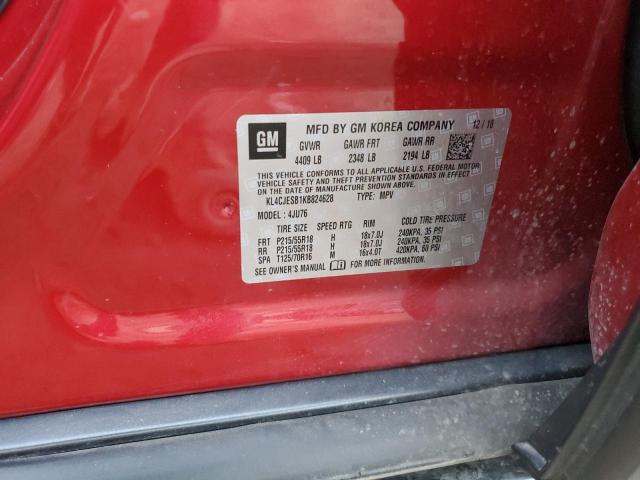 GM
MFD BY GM KOREA COMPANY 12/18
GVWR GAWR FRT GAWR RR
4409 LB 2348 LB 2194 LB
THIS VEHICLE CONFORMS TO ALL APPLICABLE U.S. FEDERAL MOTOR
VEHICLE SAFETY, BUMPER, AND THEFT PREVENTION STANDARDS IN EFFECT
ON THE DATE OF MANUFACTURE SHOWN ABOVE.
KL4CJESB1KB824628 TYPE: MPV
MODEL: 4JU76
TIRE SIZE SPEED RTG RIM COLD TIRE PRESSURE
FRT P215/55R18 H 18x7.0J 240KPA, 35 PSI
RR P215/55R18 H 18x7.0J 240KPA, 35 PSI
SPA T125/70R16 M 16x4.0T 420KPA, 60 PSI
SEE OWNER'S MANUAL FOR MORE INFORMATION.